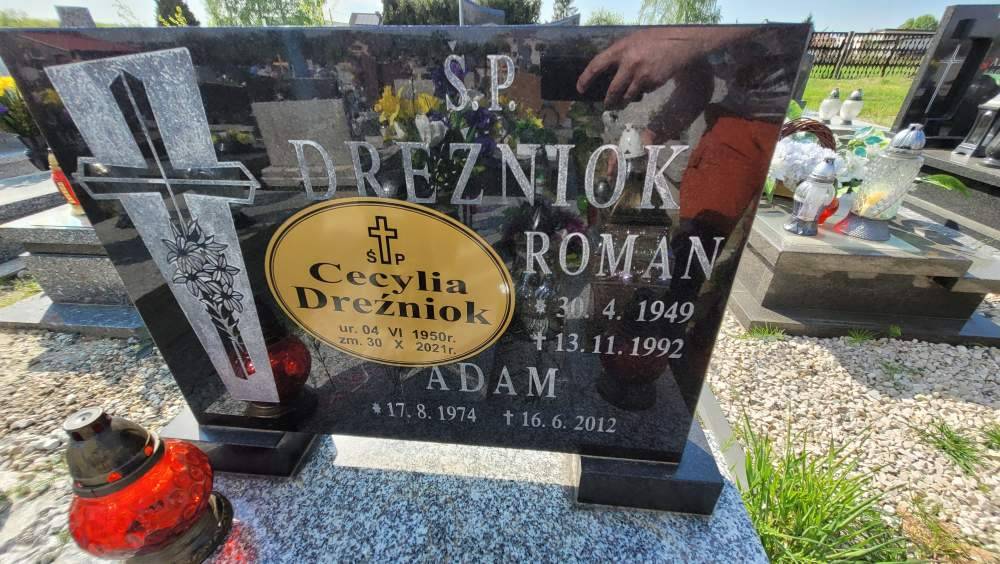 Ś.P.
DREŹNIOK
ŚP
Cecylia
Dreźniok
ur. 04 VI 1950r.
zm. 30 X 2021r.
ROMAN
* 30. 4. 1949
† 13. 11. 1992
ADAM
* 17. 8. 1974 † 16. 6. 2012